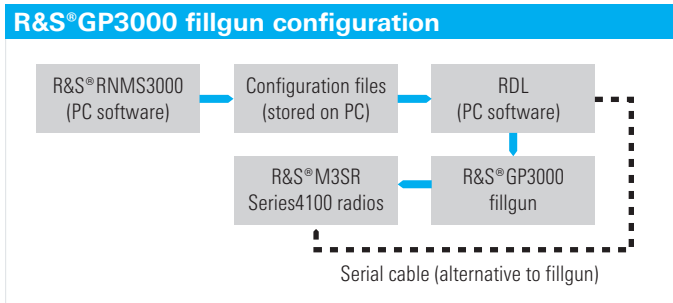 R&S®GP3000 fillgun configuration
R&S®RNMS3000
(PC software)
Configuration files
(stored on PC)
RDL
(PC software)
R&S®M3SR
Series4100 radios
R&S®GP3000
fillgun
Serial cable (alternative to fillgun)